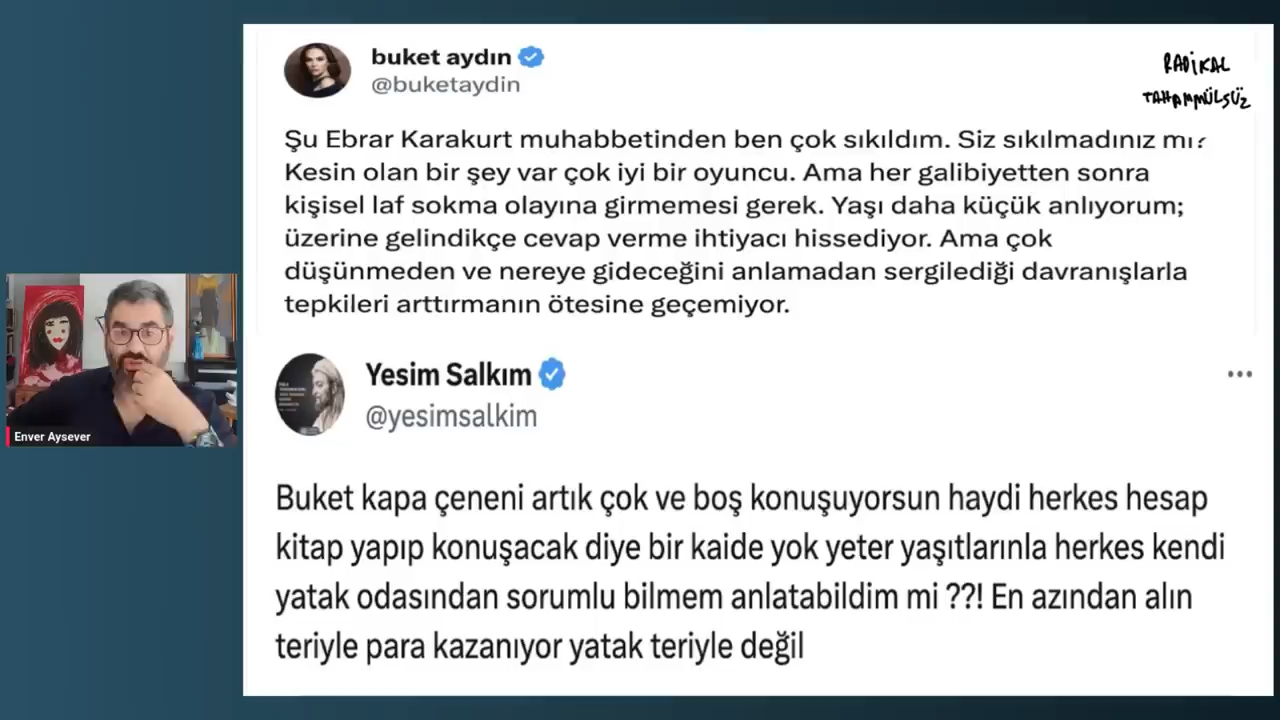 buket aydın
@buketaydin
RADİKAL
TAHAMMÜLSÜZ
Şu Ebrar Karakurt muhabbetinden ben çok sıkıldım. Siz sıkılmadınız mı?
Kesin olan bir şey var çok iyi bir oyuncu. Ama her galibiyetten sonra
kişisel laf sokma olayına girmemesi gerek. Yaşı daha küçük anlıyorum;
üzerine gelindikçe cevap verme ihtiyacı hissediyor. Ama çok
düşünmeden ve nereye gideceğini anlamadan sergilediği davranışlarla
tepkileri arttırmanın ötesine geçemiyor.
Yesim Salkım
@yesimsalkim
Buket kapa çeneni artık çok ve boş konuşuyorsun haydi herkes hesap
kitap yapıp konuşacak diye bir kaide yok yeter yaşıtlarınla herkes kendi
yatak odasından sorumlu bilmem anlatabildim mi ??! En azından alın
teriyle para kazanıyor yatak teriyle değil
Enver Aysever